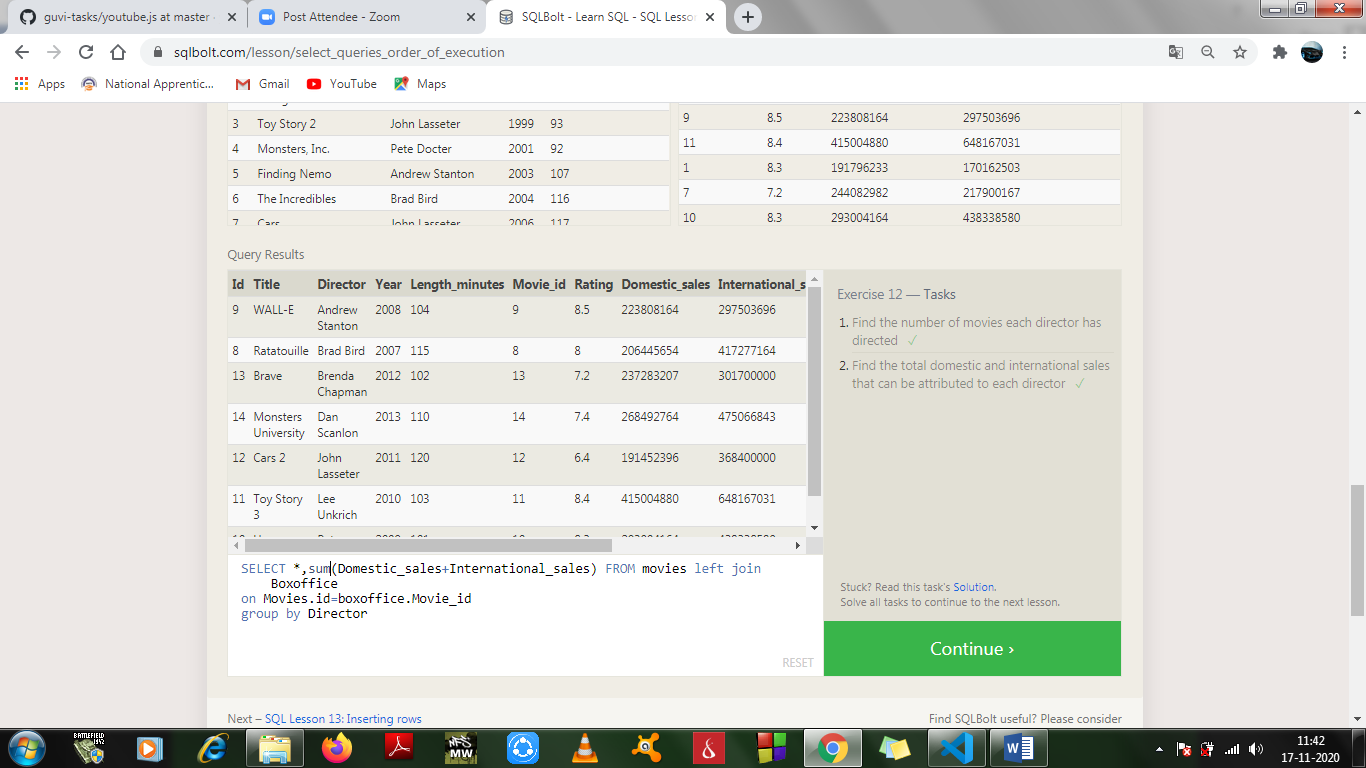 guvi-tasks/youtube.js at master
Post Attendee - Zoom
SQLBolt - Learn SQL - SQL Lesso
sqlbolt.com/lesson/select_queries_order_of_execution
Apps
National Apprentic...
Gmail
YouTube
Maps
3 Toy Story 2 John Lasseter 1999 93
4 Monsters, Inc. Pete Docter 2001 92
5 Finding Nemo Andrew Stanton 2003 107
6 The Incredibles Brad Bird 2004 116
7 Cars John Lasseter 2006 117
9 8.5 223808164 297503696
11 8.4 415004880 648167031
1 8.3 191796233 170162503
7 7.2 244082982 217900167
10 8.3 293004164 438338580
Query Results
Id Title Director Year Length_minutes Movie_id Rating Domestic_sales International_s
9 WALL-E Andrew 2008 104 9 8.5 223808164 297503696
Stanton
8 Ratatouille Brad Bird 2007 115 8 8 206445654 417277164
13 Brave Brenda 2012 102 13 7.2 237283207 301700000
Chapman
14 Monsters Dan 2013 110 14 7.4 268492764 475066843
University Scanlon
12 Cars 2 John 2011 120 12 6.4 191452396 368400000
Lasseter
11 Toy Story Lee 2010 103 11 8.4 415004880 648167031
3 Unkrich
Exercise 12 — Tasks
1. Find the number of movies each director has
directed ✓
2. Find the total domestic and international sales
that can be attributed to each director ✓
Stuck? Read this task's Solution.
Solve all tasks to continue to the next lesson.
Continue ›
SELECT *,sum(Domestic_sales+International_sales) FROM movies left join
Boxoffice
on Movies.id=boxoffice.Movie_id
group by Director
RESET
Next – SQL Lesson 13: Inserting rows
Find SQLBolt useful? Please consider
BATTLEFIELD
1942
NFS
MW
11:42
17-11-2020